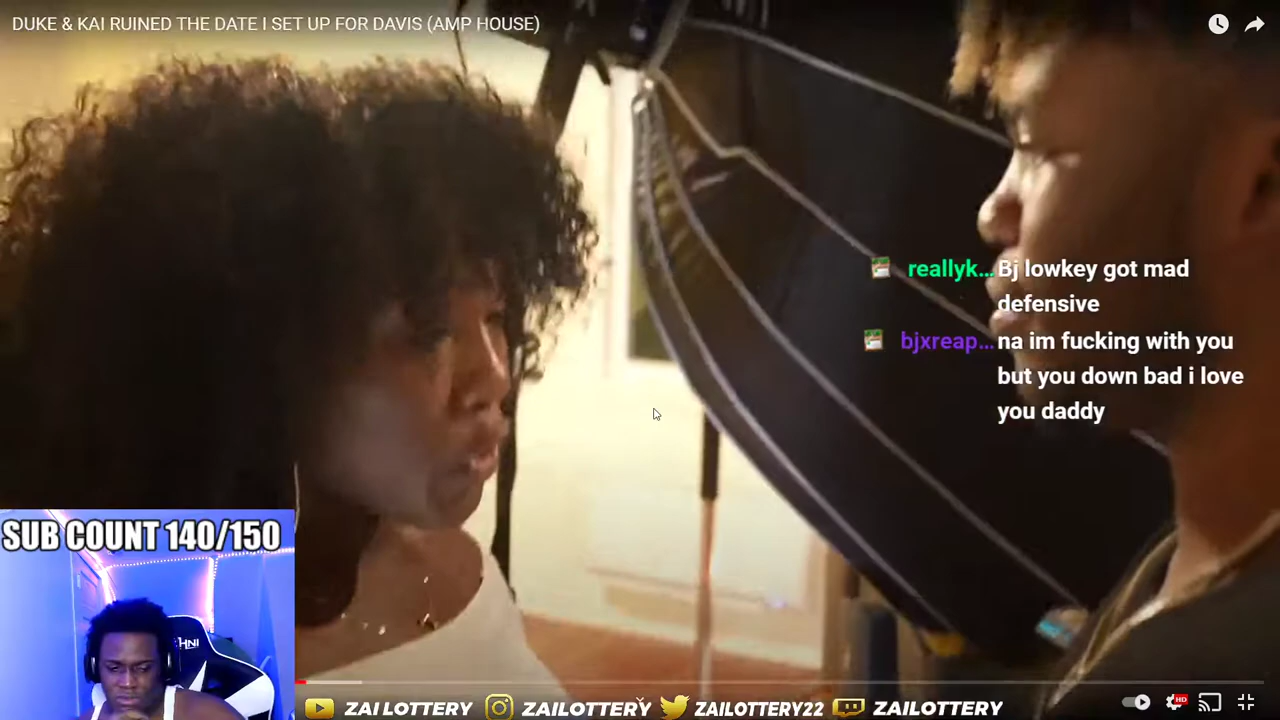 DUKE & KAI RUINED THE DATE I SET UP FOR DAVIS (AMP HOUSE)
reallyk... Bj lowkey got mad
defensive
bjxreap... na im fucking with you
but you down bad i love
you daddy
SUB COUNT 140/150
HNI
HD
ZAI LOTTERY ZAILOTTERY ZAILOTTERY22 ZAILOTTERY